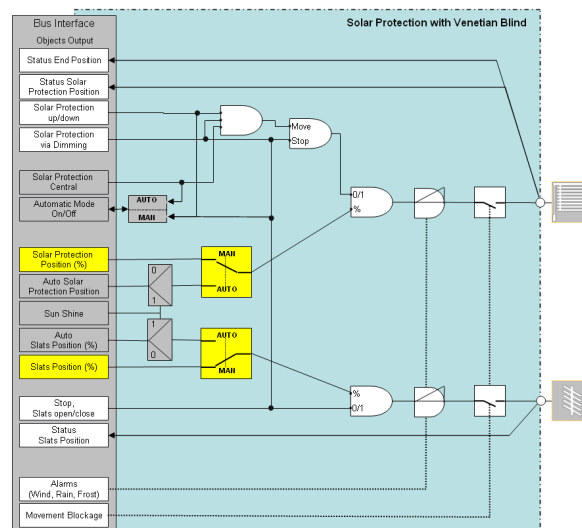 Solar Protection with Venetian Blind
Bus Interface
Objects Output
Status End Position
Status Solar
Protection Position
Solar Protection
up/down
Solar Protection
via Dimming
Move
Stop
Solar Protection
Central
Automatic Mode
On/Off
AUTO
MAN
0/1
%
Solar Protection
Position (%)
MAN
AUTO
0
1
Auto Solar
Protection Position
Sun Shine
Auto
Slats Position (%)
1
0
AUTO
MAN
Slats Position (%)
%
0/1
Stop,
Slats open/close
Status
Slats Position
Alarms
(Wind, Rain, Frost)
Movement Blockage